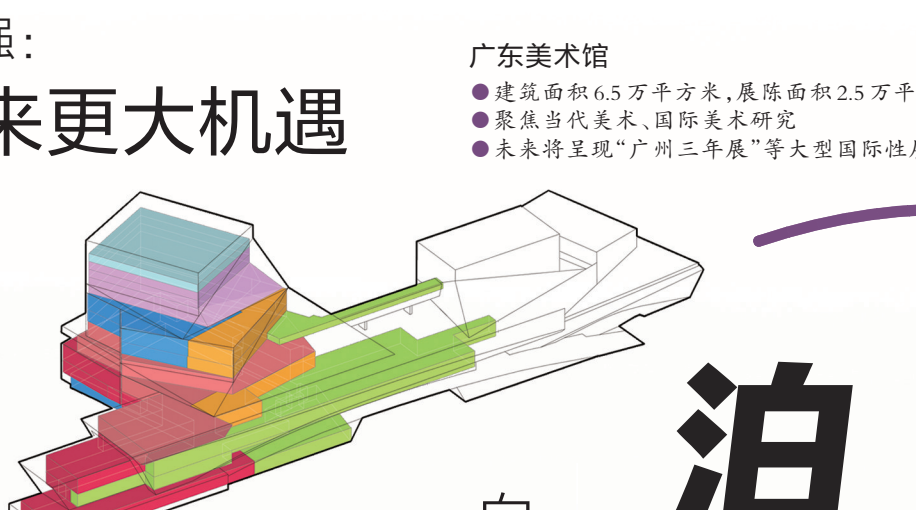 强：
来更大机遇
广东美术馆
●建筑面积6.5万平方米，展陈面积2.5万平
●聚焦当代美术、国际美术研究
●未来将呈现“广州三年展”等大型国际性
泊